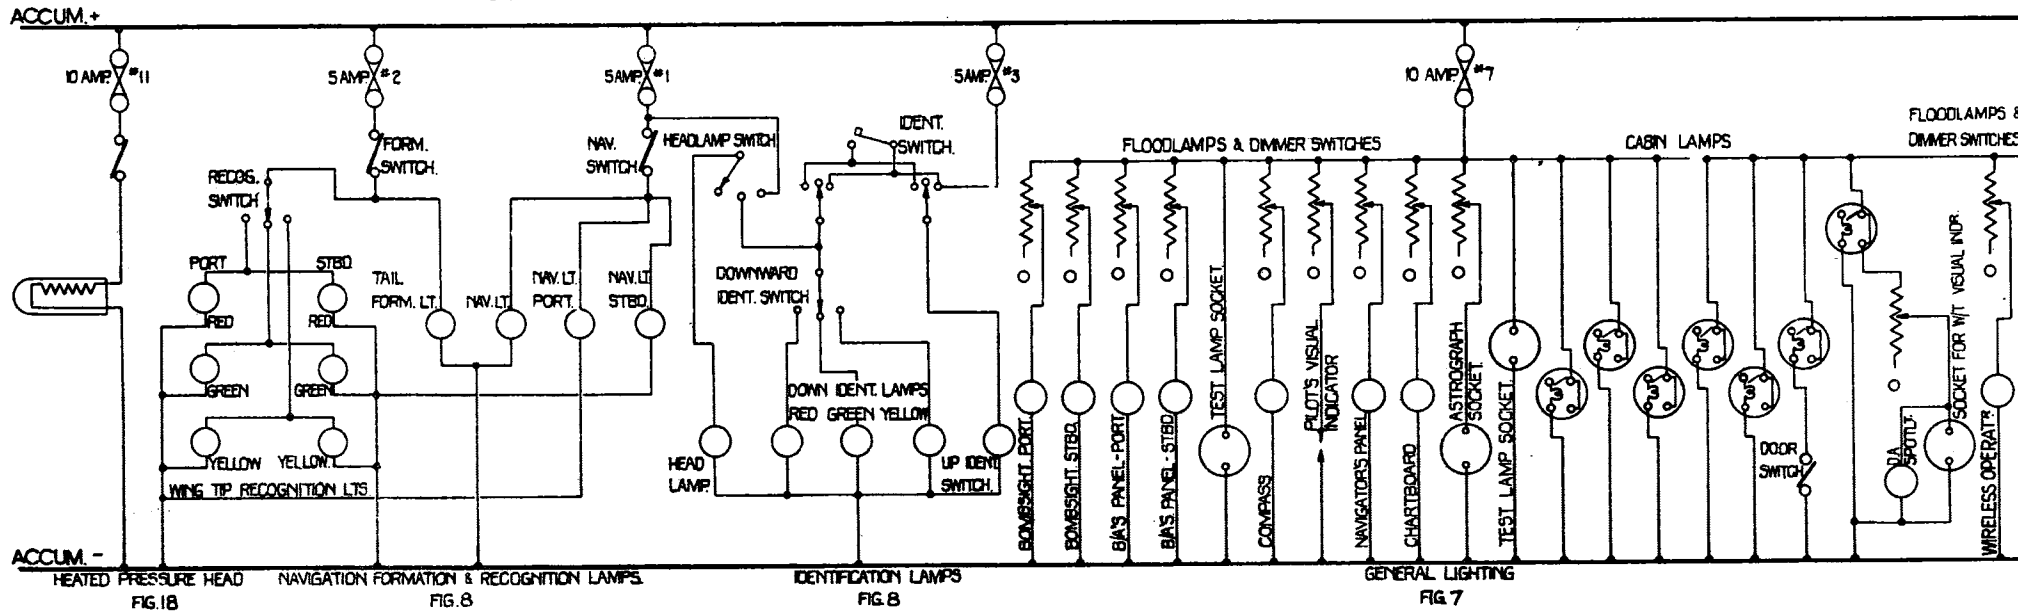 ACCUM. +
10 AMP. #11
5 AMP. #2
5 AMP. #1
5 AMP. #3
10 AMP. #7
FORM.
SWITCH.
NAV.
SWITCH.
HEADLAMP SWITCH
IDENT.
SWITCH.
FLOODLAMPS & DIMMER SWITCHES
CABIN LAMPS
FLOODLAMPS &
DIMMER SWITCHES
RECOG.
SWITCH
PORT
STBD.
RED
RED
GREEN
GREEN
YELLOW
YELLOW.
WING TIP RECOGNITION LTS
TAIL
FORM. LT.
NAV. LT.
NAV. LT.
PORT.
NAV. LT.
STBD.
DOWNWARD
IDENT. SWITCH
DOWN IDENT. LAMPS
RED GREEN YELLOW
HEAD
LAMP.
UP IDENT.
SWITCH.
BOMBSIGHT. PORT.
BOMBSIGHT. STBD.
B/A'S PANEL - PORT.
B/A'S PANEL - STBD.
TEST LAMP SOCKET.
COMPASS
PILOT'S VISUAL
INDICATOR
NAVIGATOR'S PANEL
CHARTBOARD
ASTROGRAPH
SOCKET.
TEST LAMP SOCKET.
DOOR
SWITCH
D.A.
SPOTLT.
SOCKET FOR W/T VISUAL INDR.
WIRELESS OPERATR.
ACCUM. -
HEATED PRESSURE HEAD
FIG. 18
NAVIGATION FORMATION & RECOGNITION LAMPS.
FIG. 8
IDENTIFICATION LAMPS
FIG. 8
GENERAL LIGHTING
FIG. 7